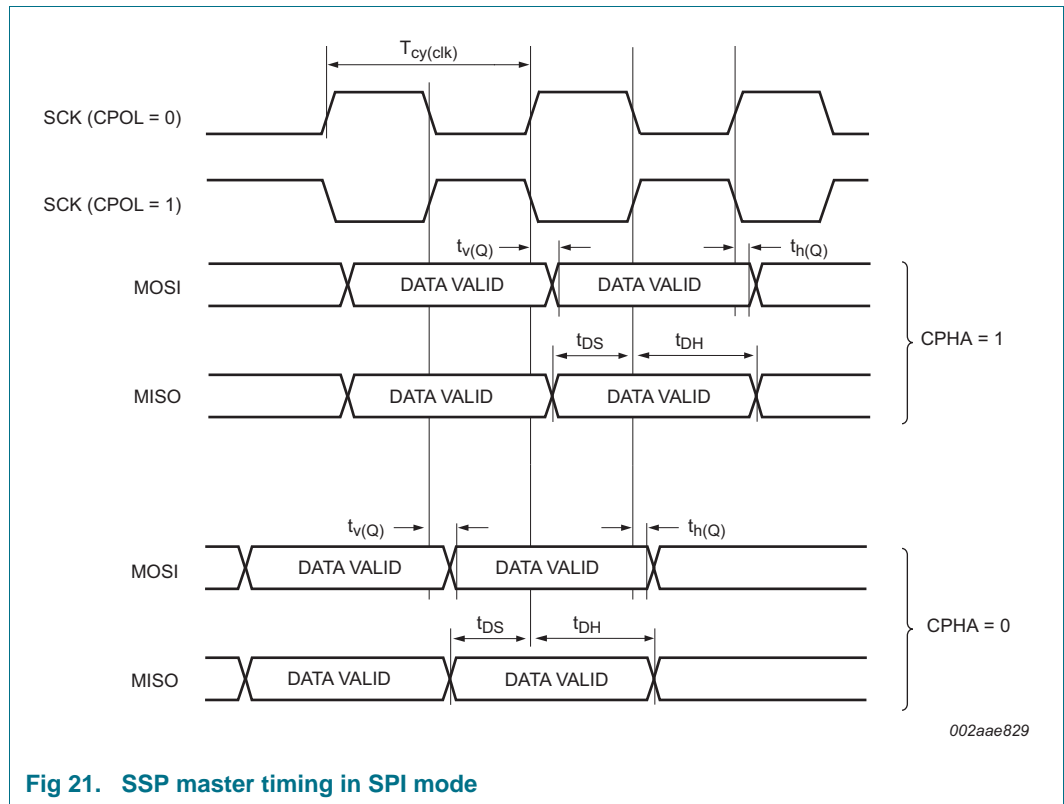 Tcy(clk)
SCK (CPOL = 0)
SCK (CPOL = 1)
tv(Q) th(Q)
MOSI DATA VALID DATA VALID
tDS tDH CPHA = 1
MISO DATA VALID DATA VALID
tv(Q) th(Q)
MOSI DATA VALID DATA VALID
tDS tDH CPHA = 0
MISO DATA VALID DATA VALID
002aae829
Fig 21. SSP master timing in SPI mode